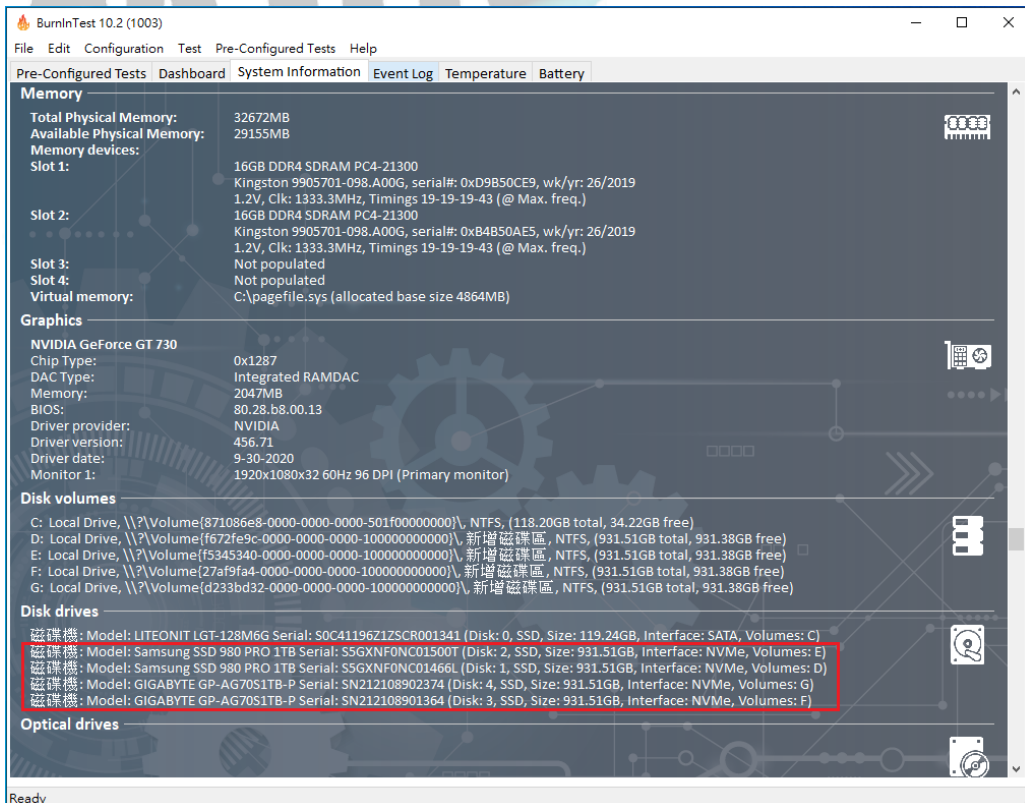 BurnInTest 10.2 (1003)
File Edit Configuration Test Pre-Configured Tests Help
Pre-Configured Tests Dashboard System Information Event Log Temperature Battery
Memory
Total Physical Memory: 32672MB
Available Physical Memory: 29155MB
Memory devices:
Slot 1: 16GB DDR4 SDRAM PC4-21300
Kingston 9905701-098.A00G, serial#: 0xD9B50CE9, wk/yr: 26/2019
1.2V, Clk: 1333.3MHz, Timings 19-19-19-43 (@ Max. freq.)
Slot 2: 16GB DDR4 SDRAM PC4-21300
Kingston 9905701-098.A00G, serial#: 0xB4B50AE5, wk/yr: 26/2019
1.2V, Clk: 1333.3MHz, Timings 19-19-19-43 (@ Max. freq.)
Slot 3: Not populated
Slot 4: Not populated
Virtual memory: C:\pagefile.sys (allocated base size 4864MB)
Graphics
NVIDIA GeForce GT 730
Chip Type: 0x1287
DAC Type: Integrated RAMDAC
Memory: 2047MB
BIOS: 80.28.b8.00.13
Driver provider: NVIDIA
Driver version: 456.71
Driver date: 9-30-2020
Monitor 1: 1920x1080x32 60Hz 96 DPI (Primary monitor)
Disk volumes
C: Local Drive, \\?\Volume{871086e8-0000-0000-0000-501f00000000}\, NTFS, (118.20GB total, 34.22GB free)
D: Local Drive, \\?\Volume{f672fe9c-0000-0000-0000-100000000000}\, 新增磁碟區, NTFS, (931.51GB total, 931.38GB free)
E: Local Drive, \\?\Volume{f5345340-0000-0000-0000-100000000000}\, 新增磁碟區, NTFS, (931.51GB total, 931.38GB free)
F: Local Drive, \\?\Volume{27af9fa4-0000-0000-0000-100000000000}\, 新增磁碟區, NTFS, (931.51GB total, 931.38GB free)
G: Local Drive, \\?\Volume{d233bd32-0000-0000-0000-100000000000}\, 新增磁碟區, NTFS, (931.51GB total, 931.38GB free)
Disk drives
磁碟機: Model: LITEONIT LGT-128M6G Serial: S0C41196Z1ZSCR001341 (Disk: 0, SSD, Size: 119.24GB, Interface: SATA, Volumes: C)
磁碟機: Model: Samsung SSD 980 PRO 1TB Serial: S5GXNF0NC01500T (Disk: 2, SSD, Size: 931.51GB, Interface: NVMe, Volumes: E)
磁碟機: Model: Samsung SSD 980 PRO 1TB Serial: S5GXNF0NC01466L (Disk: 1, SSD, Size: 931.51GB, Interface: NVMe, Volumes: D)
磁碟機: Model: GIGABYTE GP-AG70S1TB-P Serial: SN212108902374 (Disk: 4, SSD, Size: 931.51GB, Interface: NVMe, Volumes: G)
磁碟機: Model: GIGABYTE GP-AG70S1TB-P Serial: SN212108901364 (Disk: 3, SSD, Size: 931.51GB, Interface: NVMe, Volumes: F)
Optical drives
Ready